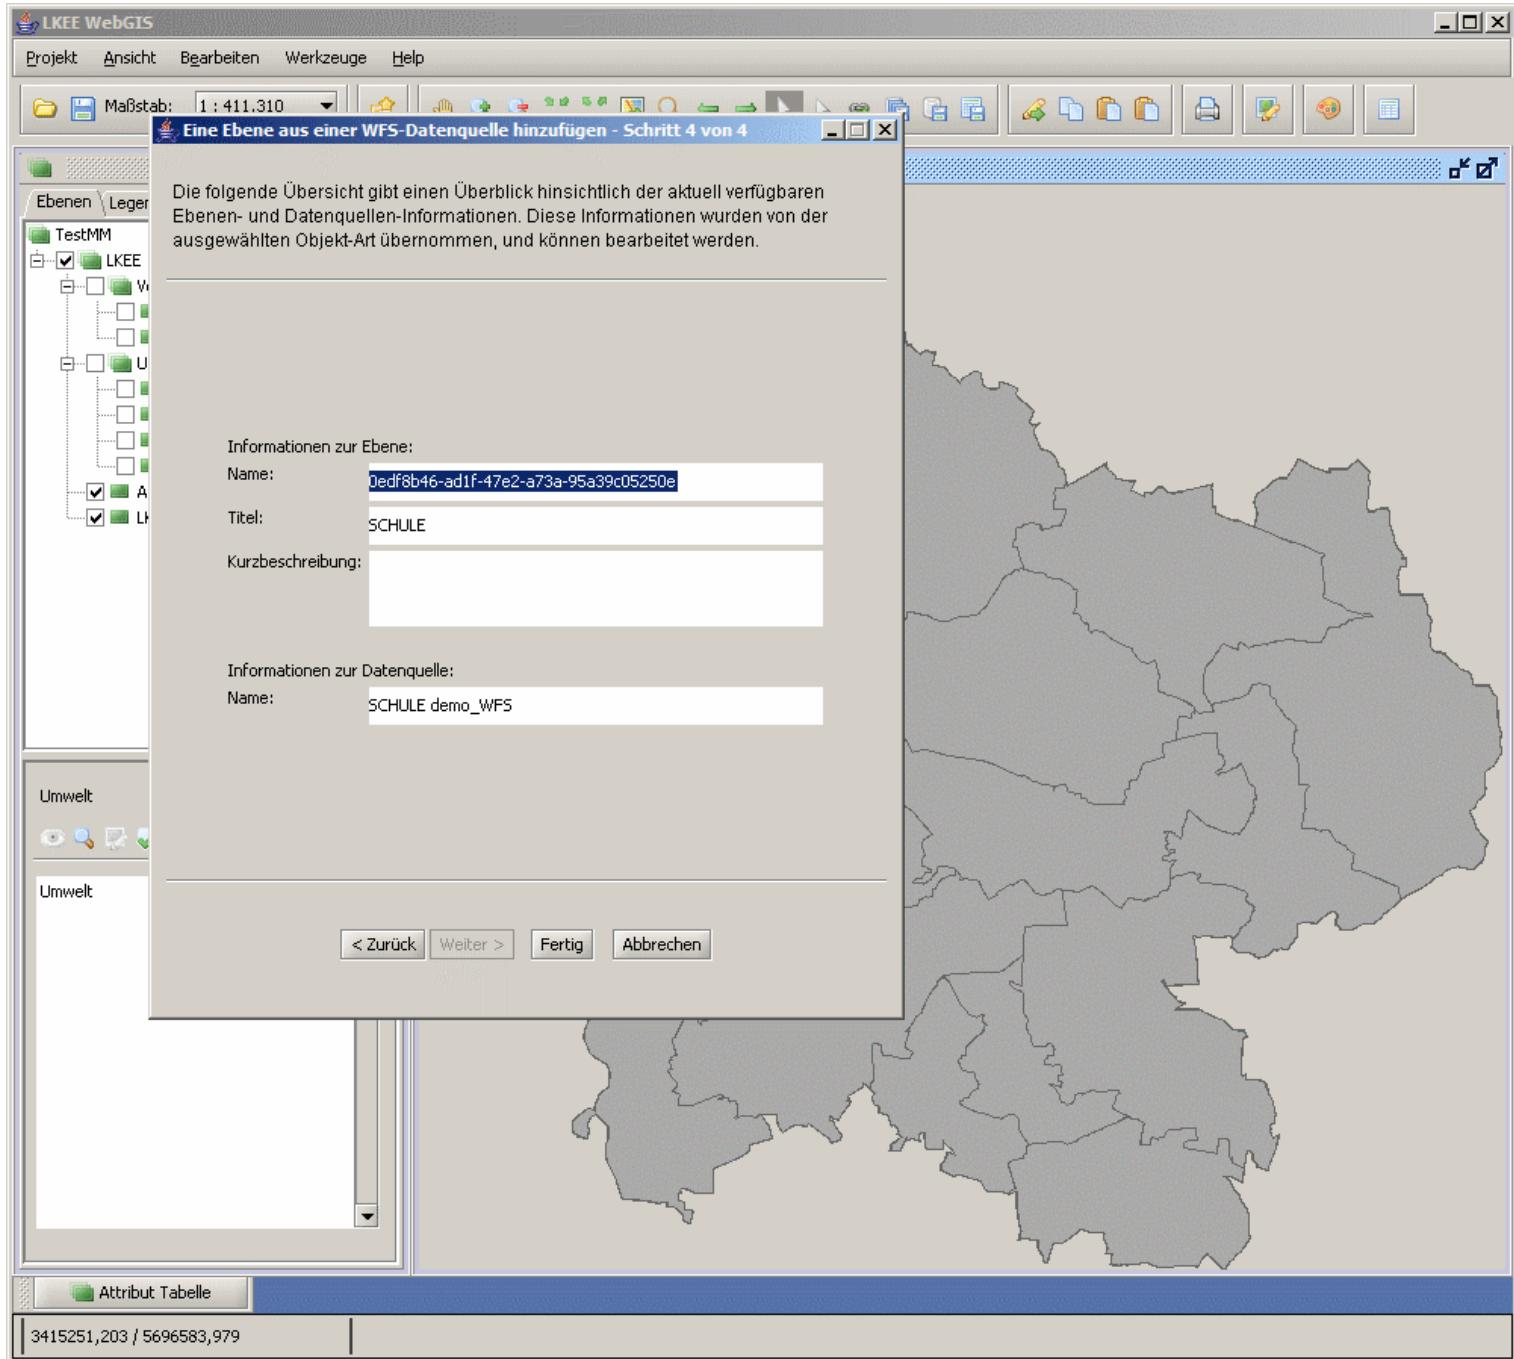 LKEE WebGIS
Projekt Ansicht Bearbeiten Werkzeuge Help
Maßstab: 1 : 411.310
Eine Ebene aus einer WFS-Datenquelle hinzufügen - Schritt 4 von 4
Die folgende Übersicht gibt einen Überblick hinsichtlich der aktuell verfügbaren
Ebenen- und Datenquellen-Informationen. Diese Informationen wurden von der
ausgewählten Objekt-Art übernommen, und können bearbeitet werden.
Ebenen Leger
TestMM
LKEE
U
A
Informationen zur Ebene:
Name: 0edf8b46-ad1f-47e2-a73a-95a39c05250e
Titel: SCHULE
Kurzbeschreibung:
Informationen zur Datenquelle:
Name: SCHULE demo_WFS
< Zurück Weiter > Fertig Abbrechen
Umwelt
Umwelt
Attribut Tabelle
3415251,203 / 5696583,979